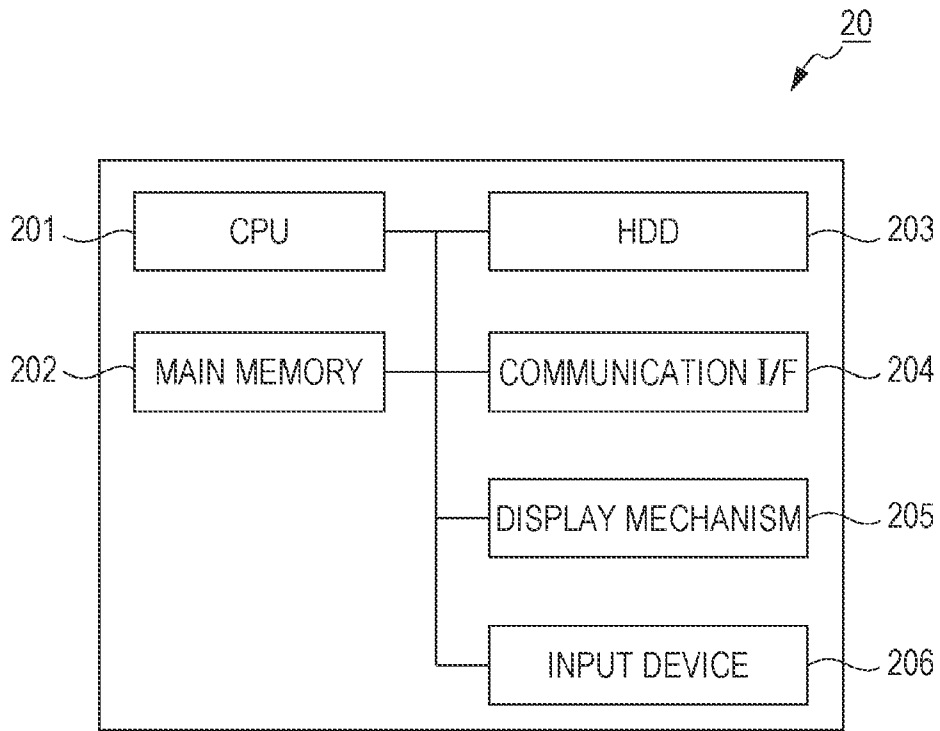 20
201
CPU
HDD
203
202
MAIN MEMORY
COMMUNICATION I/F
204
DISPLAY MECHANISM
205
INPUT DEVICE
206